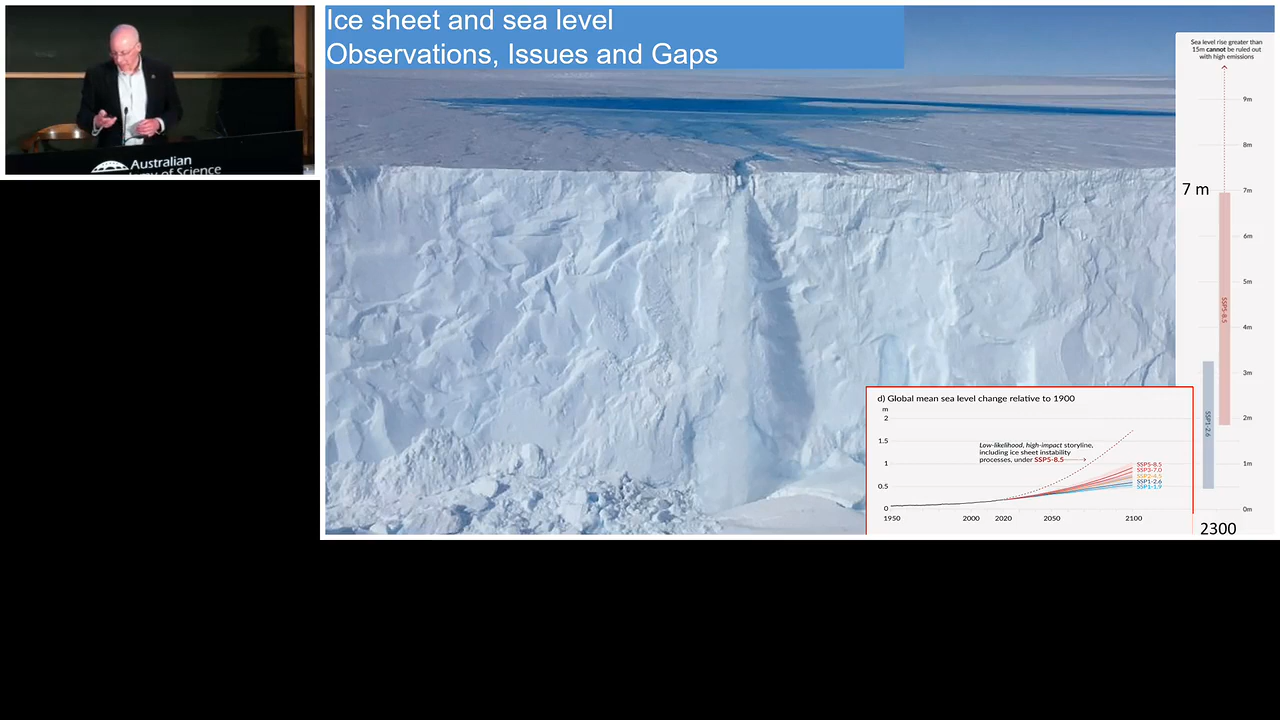 Ice sheet and sea level
Observations, Issues and Gaps
Australian
my of Science
Sea level rise greater than
15m cannot be ruled out
with high emissions
9m
8m
7 m
7m
6m
5m
4m
3m
2m
1m
0m
SSP5-8.5
SSP1-2.6
2300
d) Global mean sea level change relative to 1900
m
2
1.5
1
0.5
0
Low-likelihood, high-impact storyline,
including ice sheet instability
processes, under SSP5-8.5
SSP5-8.5
SSP3-7.0
SSP2-4.5
SSP1-2.6
SSP1-1.9
1950
2000
2020
2050
2100